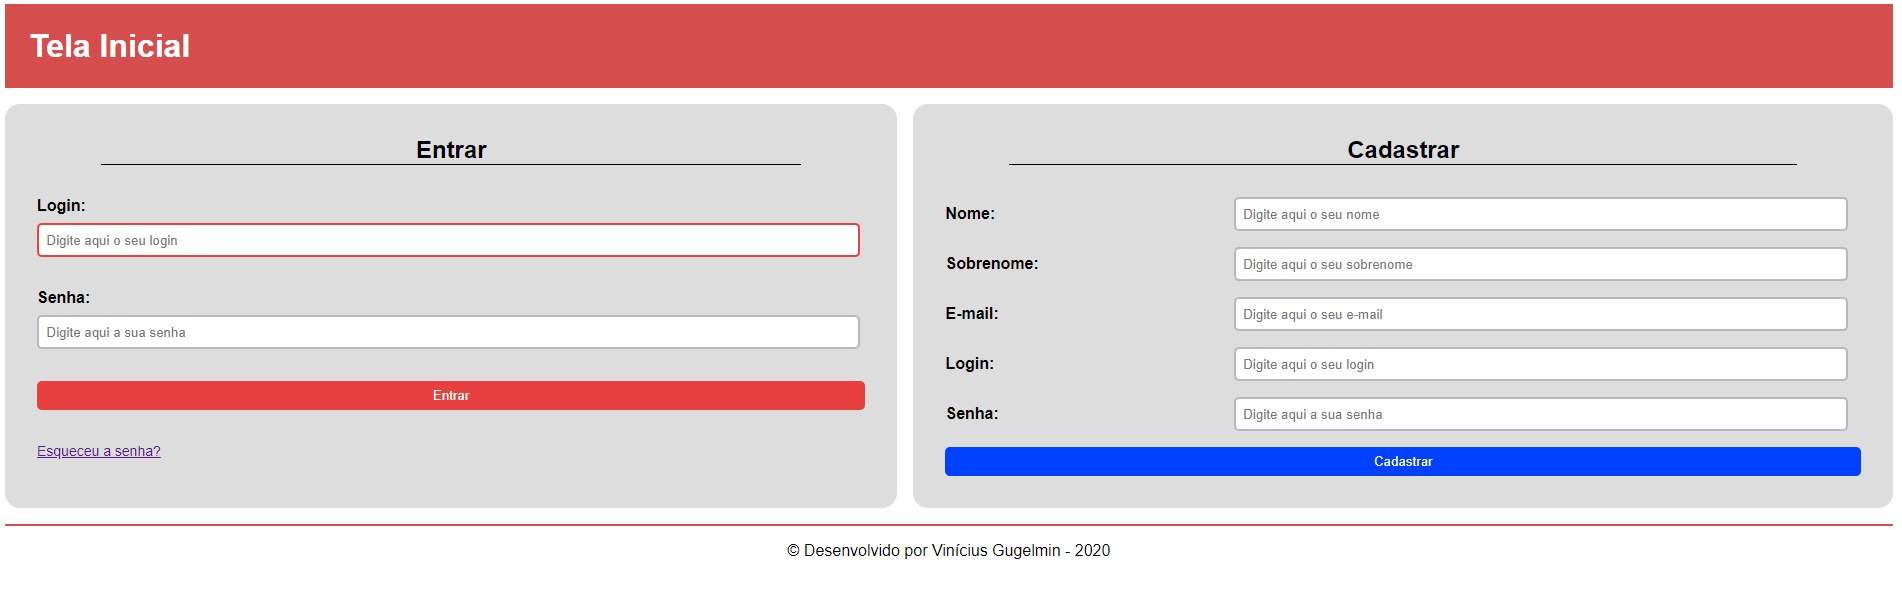 Tela Inicial
Entrar
Login:
Digite aqui o seu login
Senha:
Digite aqui a sua senha
Entrar
Esqueceu a senha?
Cadastrar
Nome:
Digite aqui o seu nome
Sobrenome:
Digite aqui o seu sobrenome
E-mail:
Digite aqui o seu e-mail
Login:
Digite aqui o seu login
Senha:
Digite aqui a sua senha
Cadastrar
© Desenvolvido por Vinícius Gugelmin - 2020